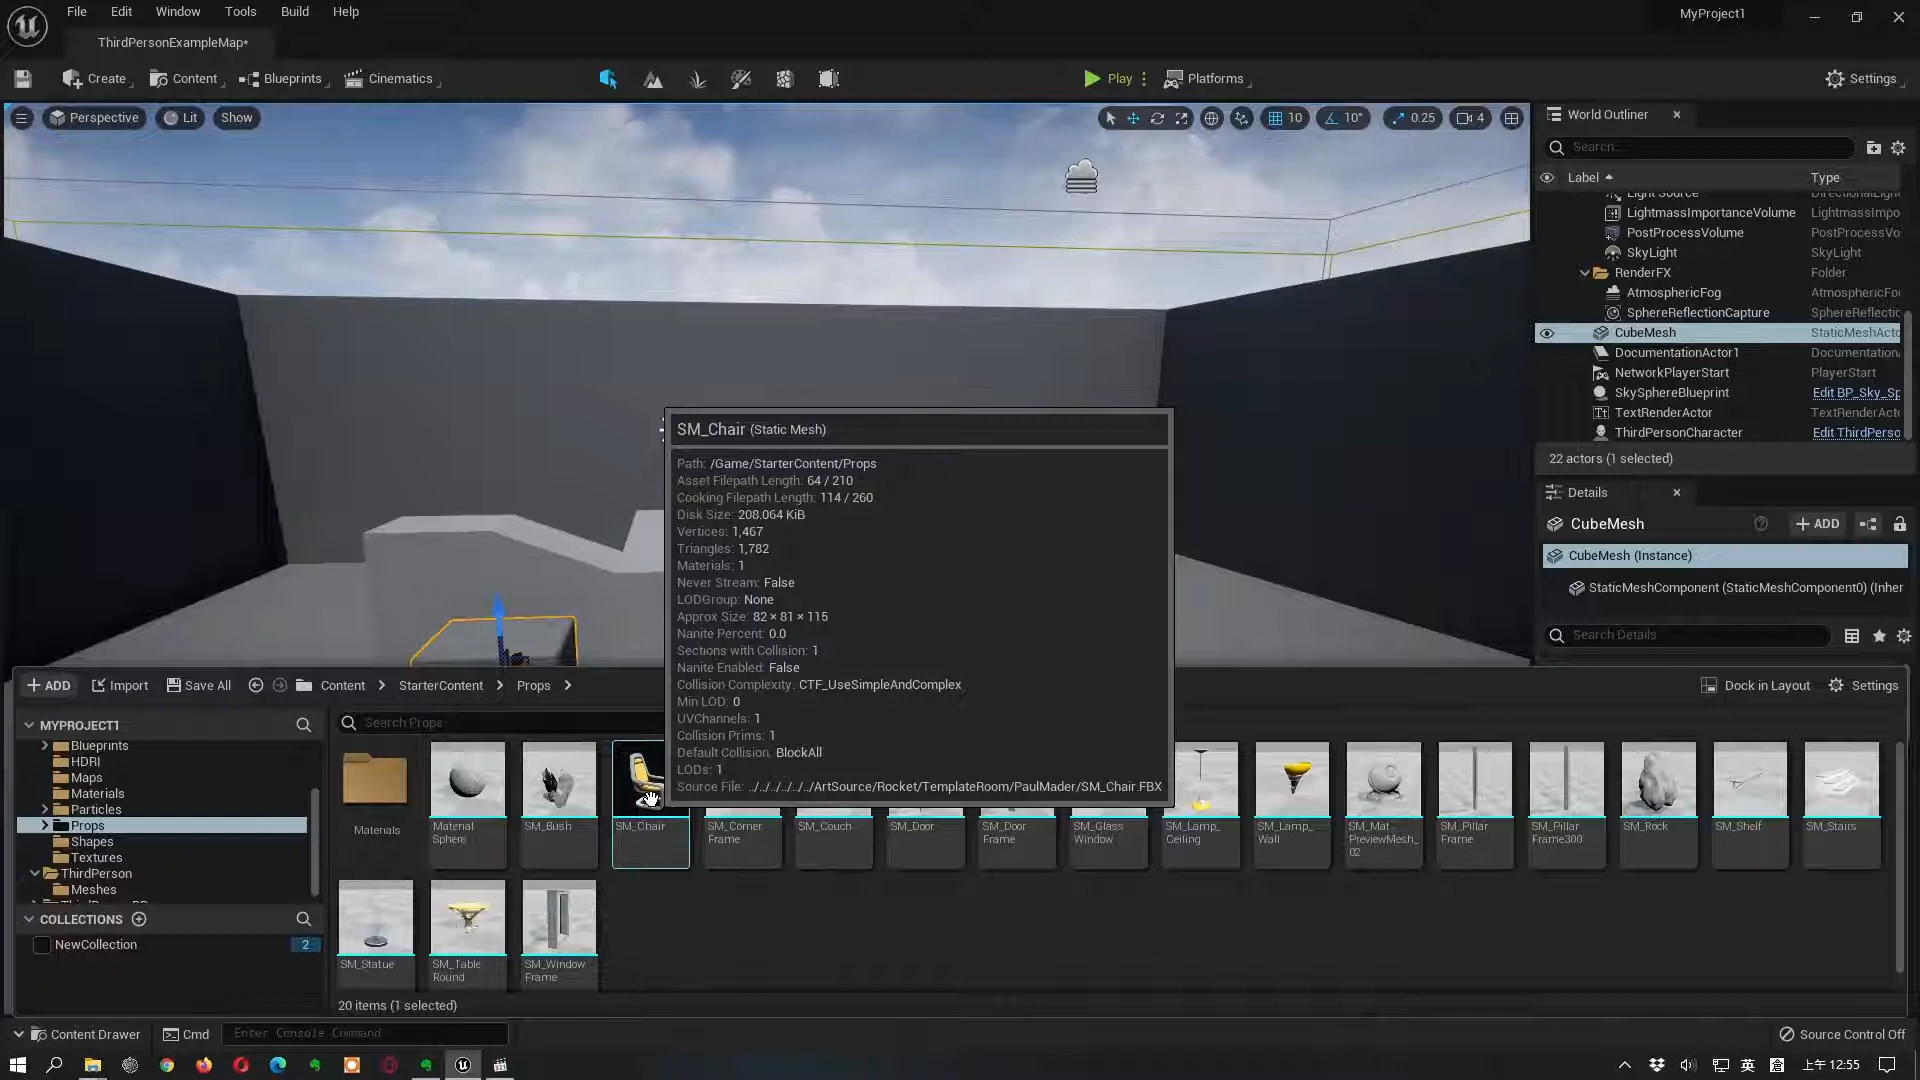 File Edit Window Tools Build Help
MyProject1
ThirdPersonExampleMap*
Create Content Blueprints Cinematics Play Platforms Settings
Perspective Lit Show 10 10° 0.25 4
World Outliner
Search...
Label Type
Light Source DirectionalLight
LightmassImportanceVolume LightmassImpo
PostProcessVolume PostProcessVo
SkyLight SkyLight
RenderFX Folder
AtmosphericFog AtmosphericFo
SphereReflectionCapture SphereReflectic
CubeMesh StaticMeshActo
DocumentationActor1 Documentation
NetworkPlayerStart PlayerStart
SkySphereBlueprint Edit BP_Sky_Sp
TextRenderActor TextRenderActo
ThirdPersonCharacter Edit ThirdPerso
22 actors (1 selected)
Details
CubeMesh + ADD
CubeMesh (Instance)
StaticMeshComponent (StaticMeshComponent0) (Inher
Search Details
SM_Chair (Static Mesh)
Path: /Game/StarterContent/Props
Asset Filepath Length: 64 / 210
Cooking Filepath Length: 114 / 260
Disk Size: 208.064 KiB
Vertices: 1,467
Triangles: 1,782
Materials: 1
Never Stream: False
LODGroup: None
Approx Size: 82 × 81 × 115
Nanite Percent: 0.0
Sections with Collision: 1
Nanite Enabled: False
Collision Complexity: CTF_UseSimpleAndComplex
Min LOD: 0
UVChannels: 1
Collision Prims: 1
Default Collision: BlockAll
LODs: 1
Source File: ../../../../../../ArtSource/Rocket/TemplateRoom/PaulMader/SM_Chair.FBX
+ ADD Import Save All Content StarterContent Props Dock in Layout Settings
MYPROJECT1
Blueprints
HDRI
Maps
Materials
Particles
Props
Shapes
Textures
ThirdPerson
Meshes
COLLECTIONS
NewCollection 2
Search Props
Materials
Material Sphere
SM_Bush
SM_Chair
SM_Corner Frame
SM_Couch
SM_Door
SM_Door Frame
SM_Glass Window
SM_Lamp_ Ceiling
SM_Lamp_ Wall
SM_Mat PreviewMesh_ 02
SM_Pillar Frame
SM_Pillar Frame300
SM_Rock
SM_Shelf
SM_Stairs
SM_Statue
SM_Table Round
SM_Window Frame
20 items (1 selected)
Content Drawer Cmd Enter Console Command Source Control Off
英 上午 12:55